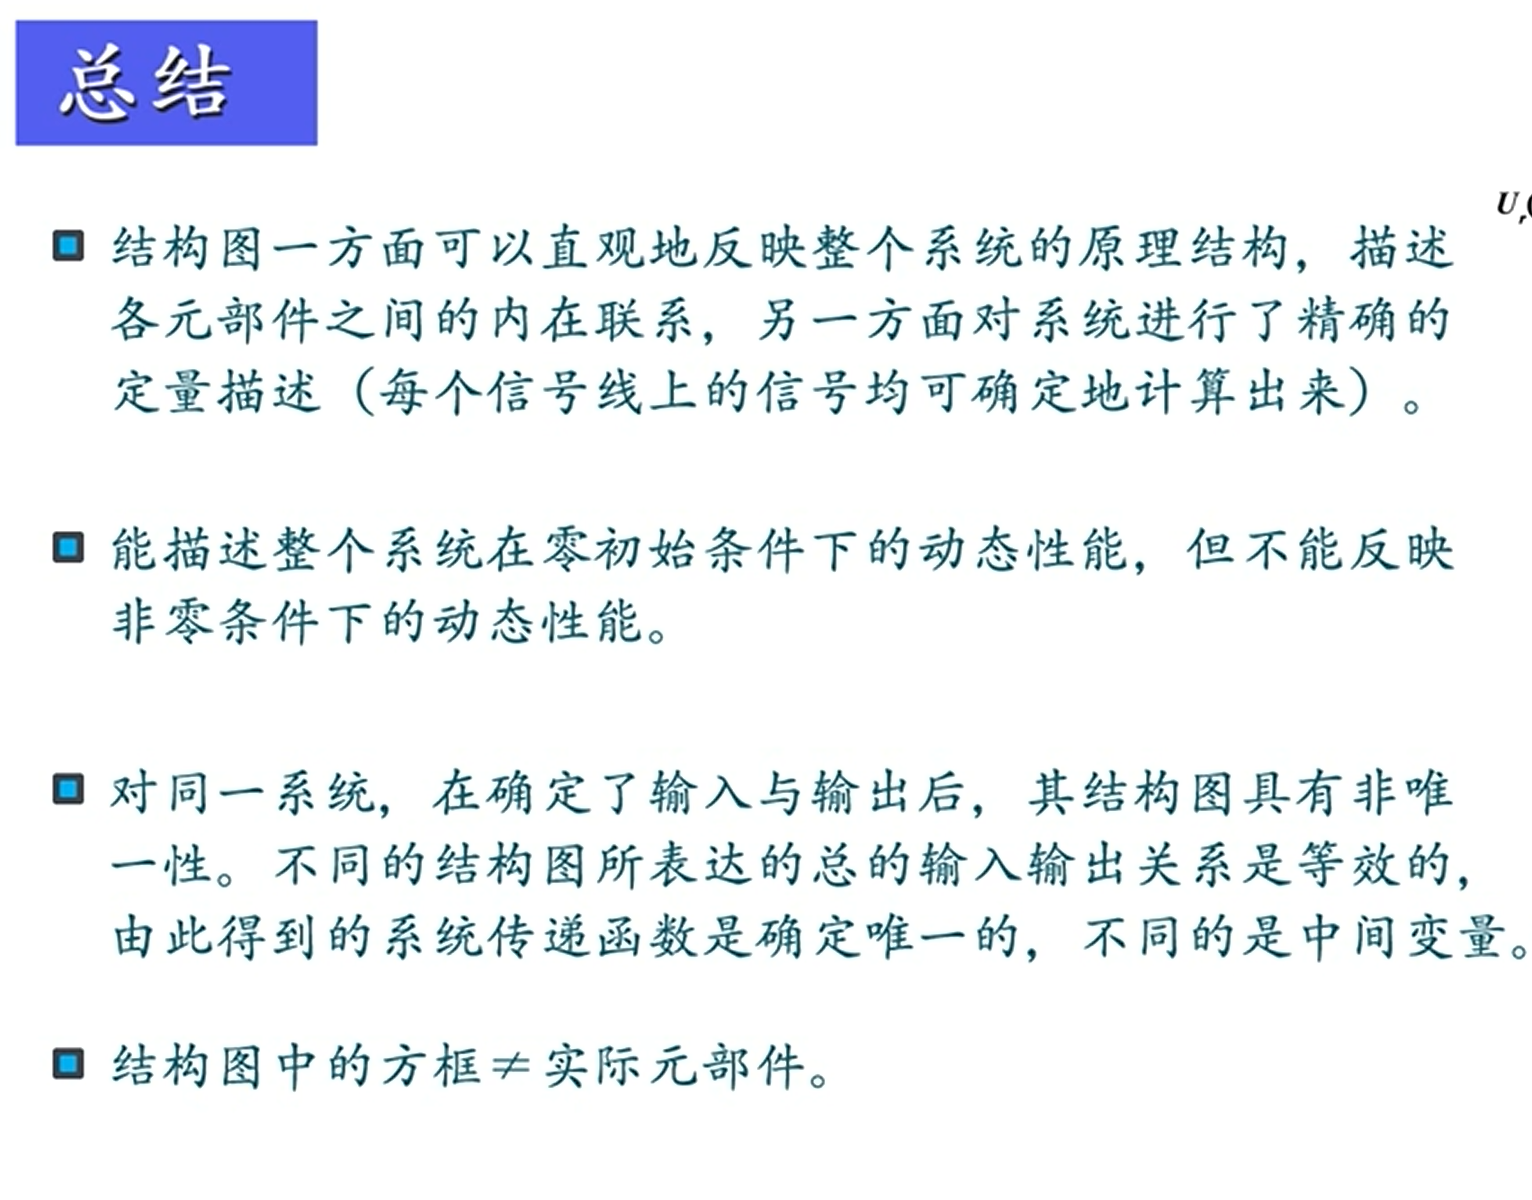 总结
U_r(
结构图一方面可以直观地反映整个系统的原理结构，描述
各元部件之间的内在联系，另一方面对系统进行了精确的
定量描述（每个信号线上的信号均可确定地计算出来）。
能描述整个系统在零初始条件下的动态性能，但不能反映
非零条件下的动态性能。
对同一系统，在确定了输入与输出后，其结构图具有非唯
一性。不同的结构图所表达的总的输入输出关系是等效的，
由此得到的系统传递函数是确定唯一的，不同的是中间变量。
结构图中的方框≠实际元部件。